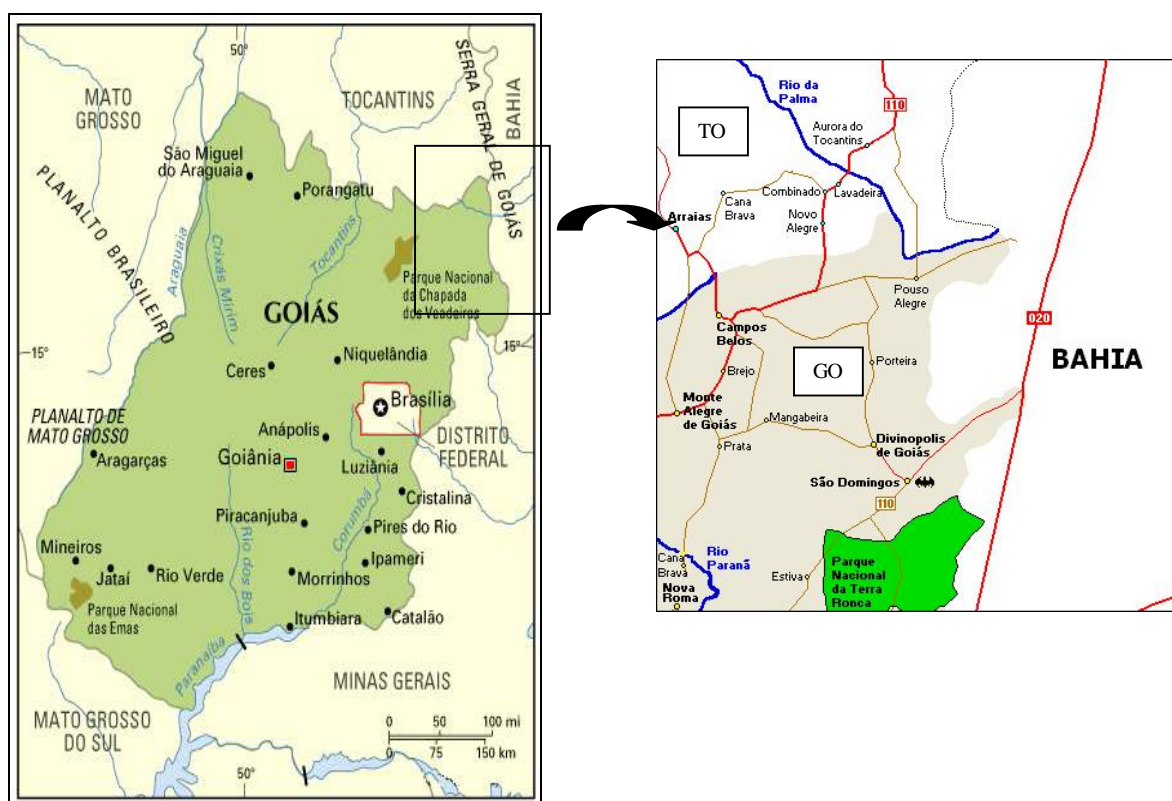 50°
MATO
GROSSO
TOCANTINS
BAHIA
SERRA GERAL DE GOIÁS
São Miguel
do Araguaia
Porangatu
PLANALTO BRASILEIRO
Araguaia
Crixás Mirim
Tocantins
Parque Nacional
da Chapada
dos Veadeiros
GOIÁS
15°
15°
Ceres
Niquelândia
Brasília
PLANALTO DE
MATO GROSSO
Anápolis
DISTRITO
FEDERAL
Aragarças
Goiânia
Luziânia
Cristalina
Corumbá
Piracanjuba
Pires do Rio
Rio dos Bois
Mineiros
Jataí
Rio Verde
Morrinhos
Ipameri
Parque Nacional
das Emas
Itumbiara
Catalão
Paranaíba
MINAS GERAIS
MATO GROSSO
DO SUL
0 50 100 mi
0 75 150 km
50°
Rio da
Palma
110
TO
Aurora do
Tocantins
Combinado
Lavadeira
Cana
Brava
Arraias
Novo
Alegre
Pouso
Alegre
Campos
Belos
020
BAHIA
GO
Porteira
Brejo
Monte
Alegre
de Goiás
Mangabeira
Prata
Divinopolis
de Goiás
São Domingos
110
Cana
Brava
Rio
Paranã
Estiva
Nova
Roma
Parque
Nacional
da Terra
Ronca